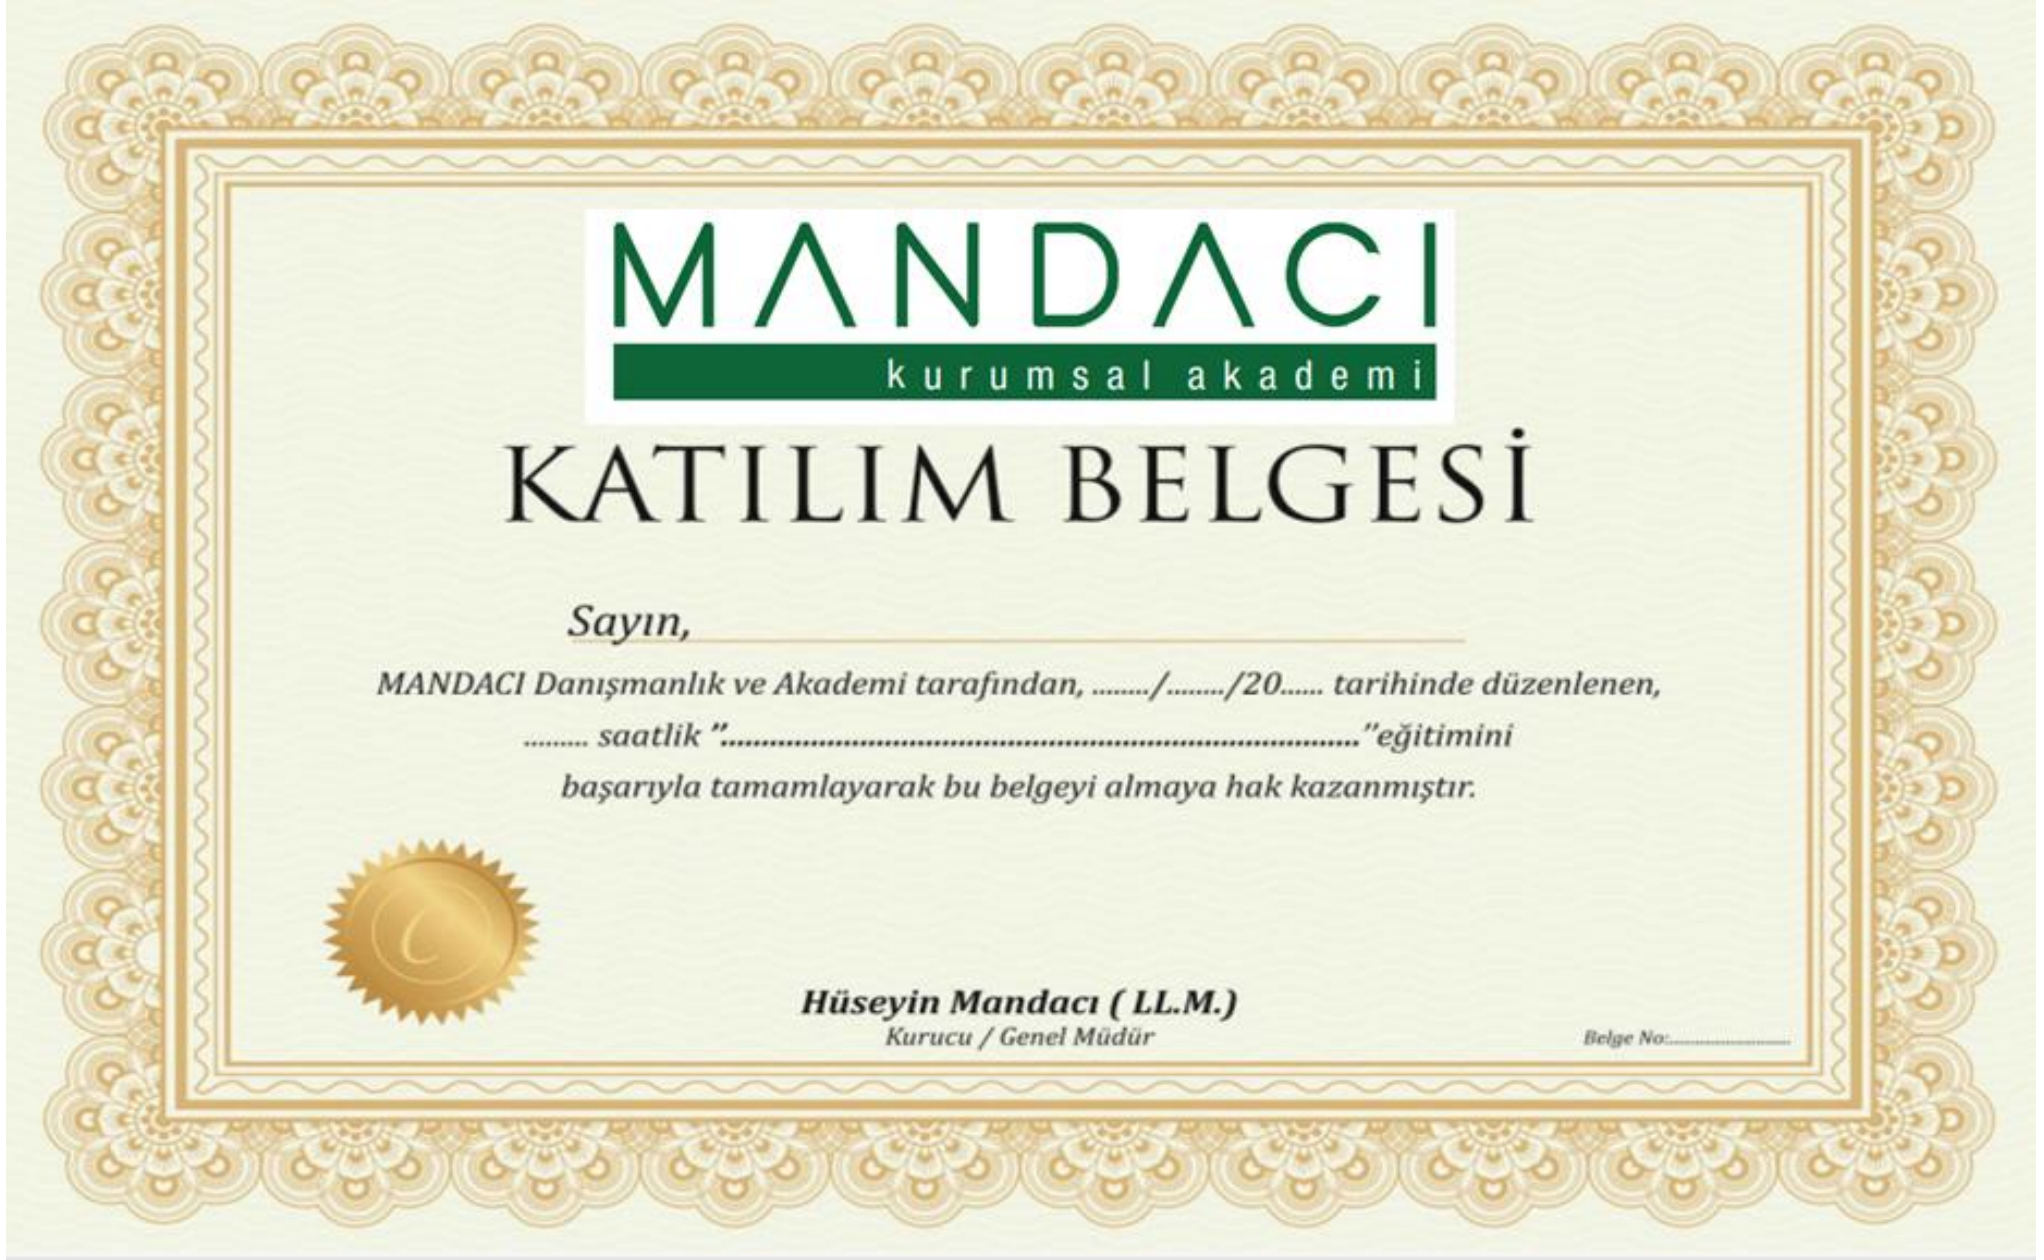 MANDACI
kurumsal akademi
KATILIM BELGESİ
Sayın,
MANDACI Danışmanlık ve Akademi tarafından, ......../......../20...... tarihinde düzenlenen,
......... saatlik "..............................................................................."eğitimini
başarıyla tamamlayarak bu belgeyi almaya hak kazanmıştır.
Hüseyin Mandacı ( LL.M.)
Kurucu / Genel Müdür
Belge No:.............................